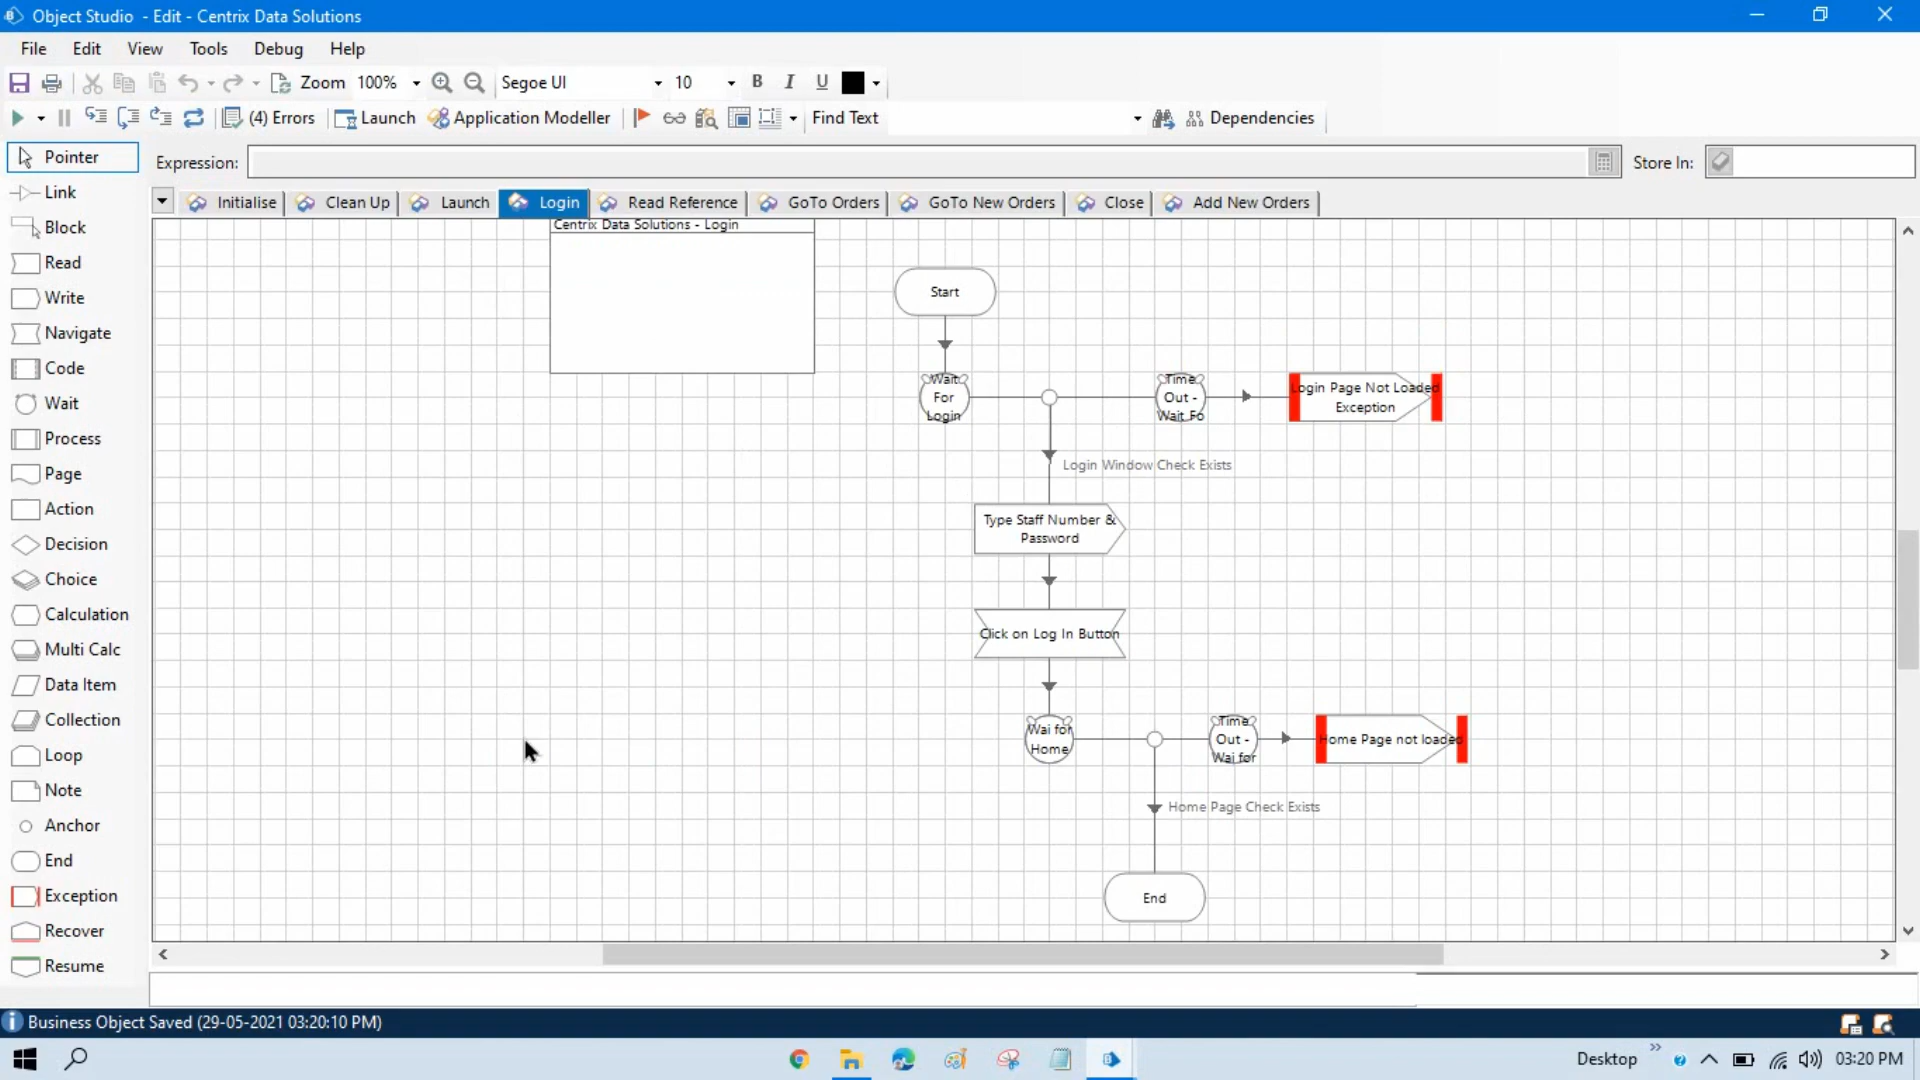 Object Studio - Edit - Centrix Data Solutions
File Edit View Tools Debug Help
Zoom 100% Segoe UI 10 B I U
(4) Errors Launch Application Modeller Find Text Dependencies
Pointer
Expression: Store In:
Link
Initialise Clean Up Launch Login Read Reference GoTo Orders GoTo New Orders Close Add New Orders
Block
Read
Write
Navigate
Code
Wait
Process
Page
Action
Decision
Choice
Calculation
Multi Calc
Data Item
Collection
Loop
Note
Anchor
End
Exception
Recover
Resume
Centrix Data Solutions - Login
Start
Wait
For
Login
Time
Out -
Wait Fo
Login Page Not Loaded
Exception
Login Window Check Exists
Type Staff Number &
Password
Click on Log In Button
Wai for
Home
Time
Out -
Wai for
Home Page not loaded
Home Page Check Exists
End
Business Object Saved (29-05-2021 03:20:10 PM)
Desktop 03:20 PM